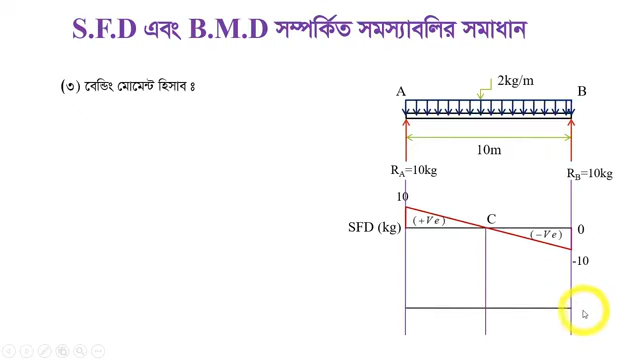 S.F.D এবং B.M.D সম্পর্কিত সমস্যাবলির সমাধান
(৩) বেন্ডিং মোমেন্ট হিসাব ঃ
2kg/m
A
B
10m
RA=10kg
RB=10kg
10
SFD (kg)
(+Ve)
C
(−Ve)
0
-10